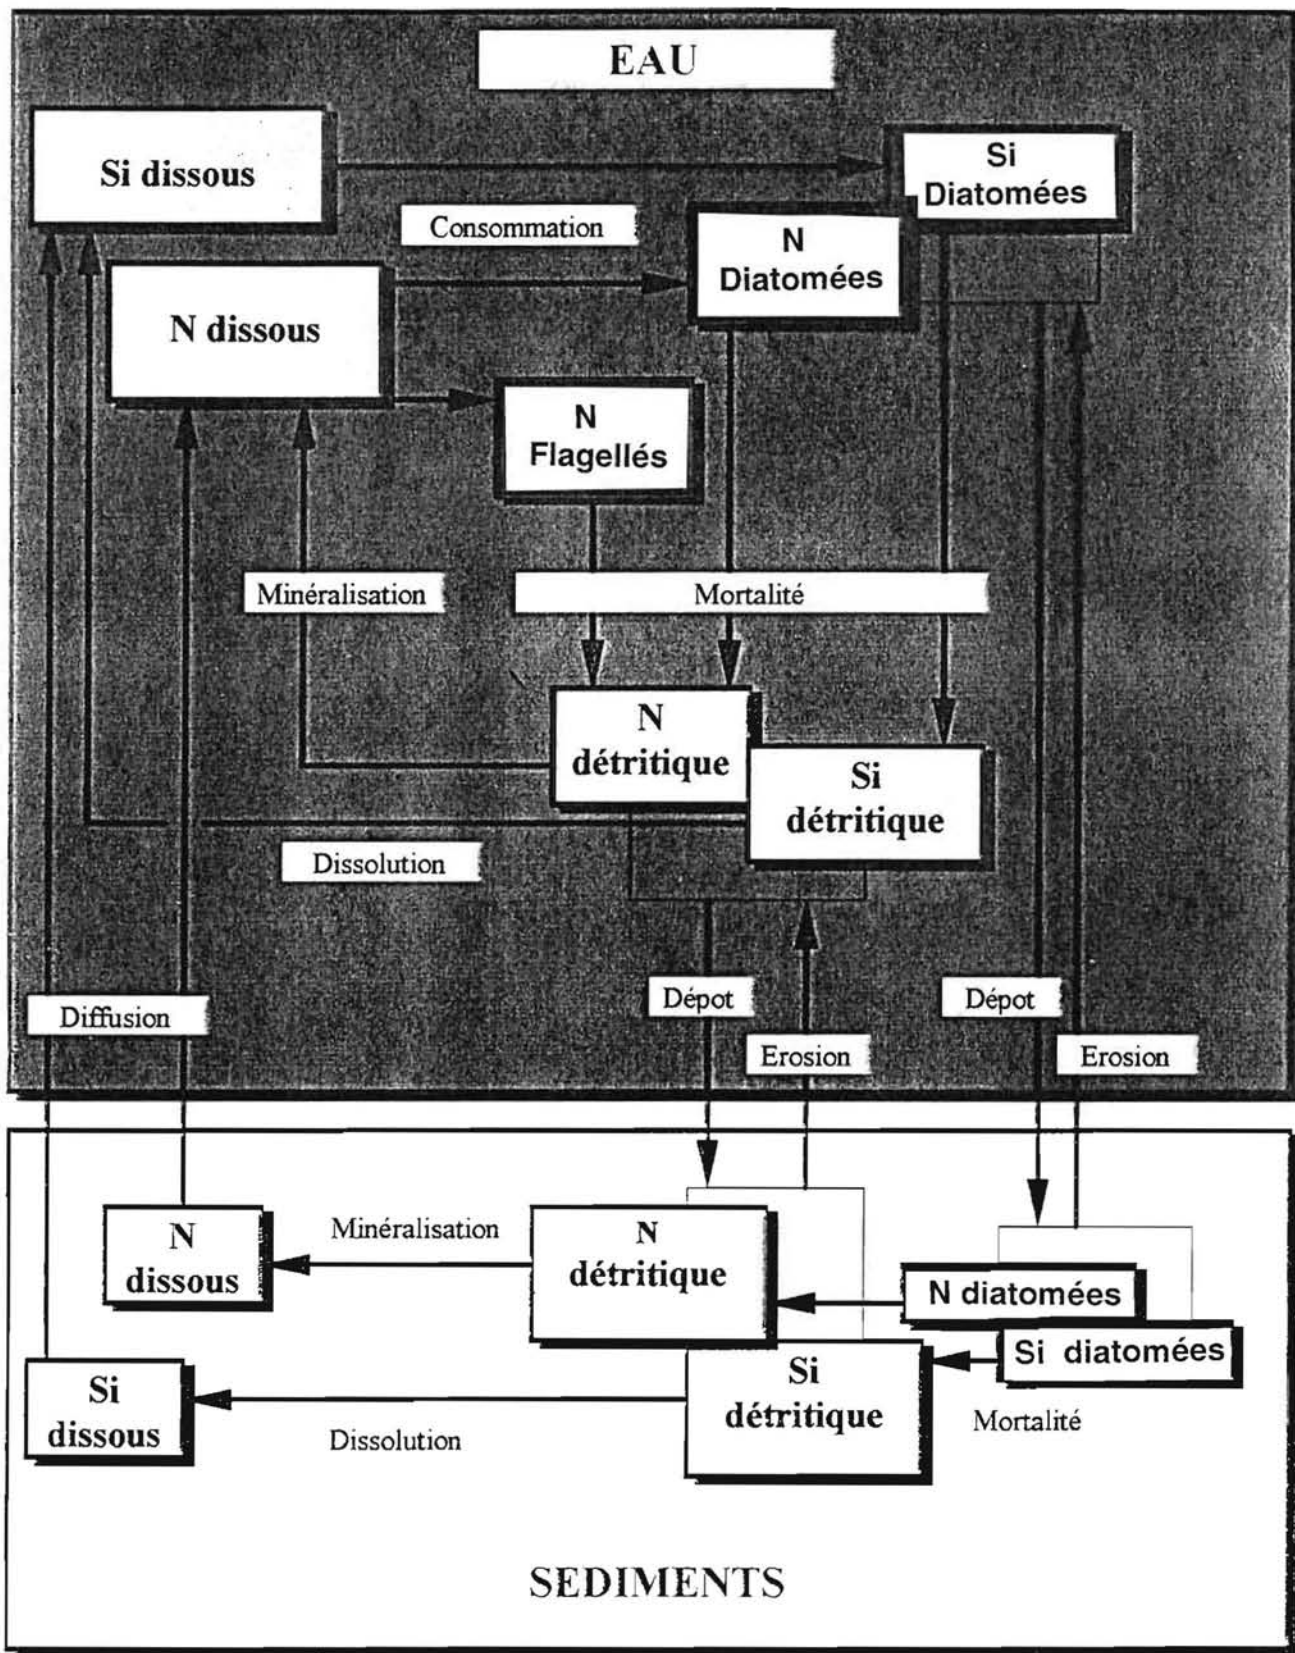 EAU
Si dissous
Si
Diatomées
Consommation
N
Diatomées
N dissous
N
Flagellés
Minéralisation
Mortalité
N
détritique
Si
détritique
Dissolution
Diffusion
Dépot
Dépot
Erosion
Erosion
N
dissous
Minéralisation
N
détritique
N diatomées
Si diatomées
Si
dissous
Dissolution
Si
détritique
Mortalité
SEDIMENTS